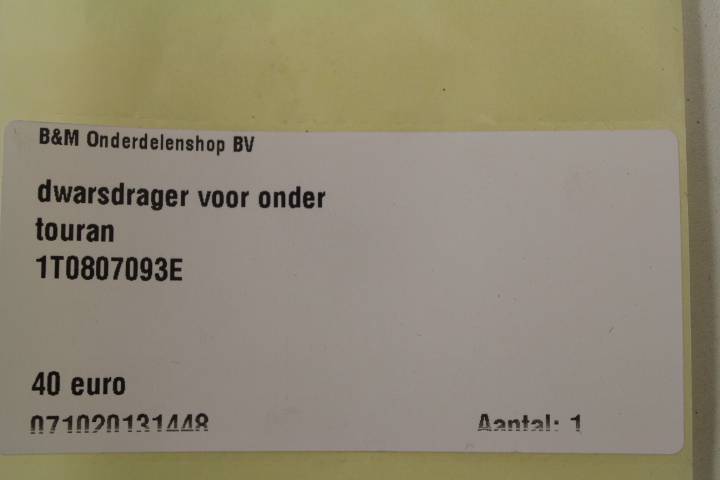 B&M Onderdelenshop BV
dwarsdrager voor onder
touran
1T0807093E
40 euro
071020131448
Aantal: 1